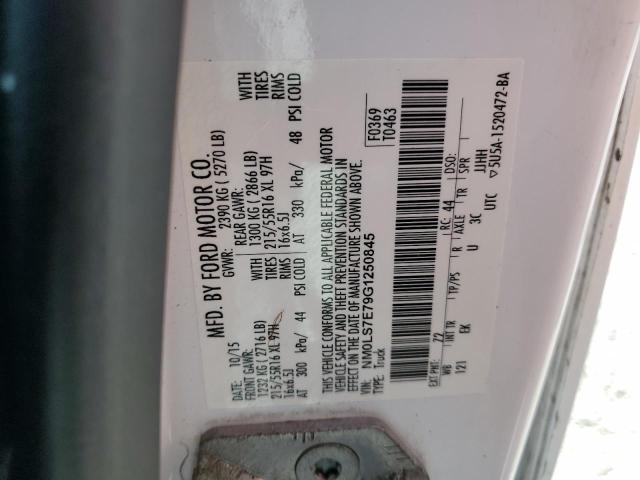 MFD. BY FORD MOTOR CO.
10/15 GVWR: 2390 KG ( 5270 LB)
FRONT GAWR: REAR GAWR: WITH
1232 KG ( 2716 LB) WITH 1300 KG ( 2866 LB) TIRES
215/55R16 XL 97H TIRES 215/55R16 XL 97H RIMS
16x6.5J RIMS 16x6.5J
AT 300 kPa/ 44 PSI COLD AT 330 kPa/ 48 PSI COLD
THIS VEHICLE CONFORMS TO ALL APPLICABLE FEDERAL MOTOR
VEHICLE SAFETY AND THEFT PREVENTION STANDARDS IN
EFFECT ON THE DATE OF MANUFACTURE SHOWN ABOVE.
VIN: NM0LS7E79G1250845 F0369
TYPE: Truck T0463
EXT PNT: Z2 RC: 44 DSO:
WB INT TR TP/PS R AXLE TR SPR
121 EK U 3C JJHH
UTC ▽5U5A-1520472-BA